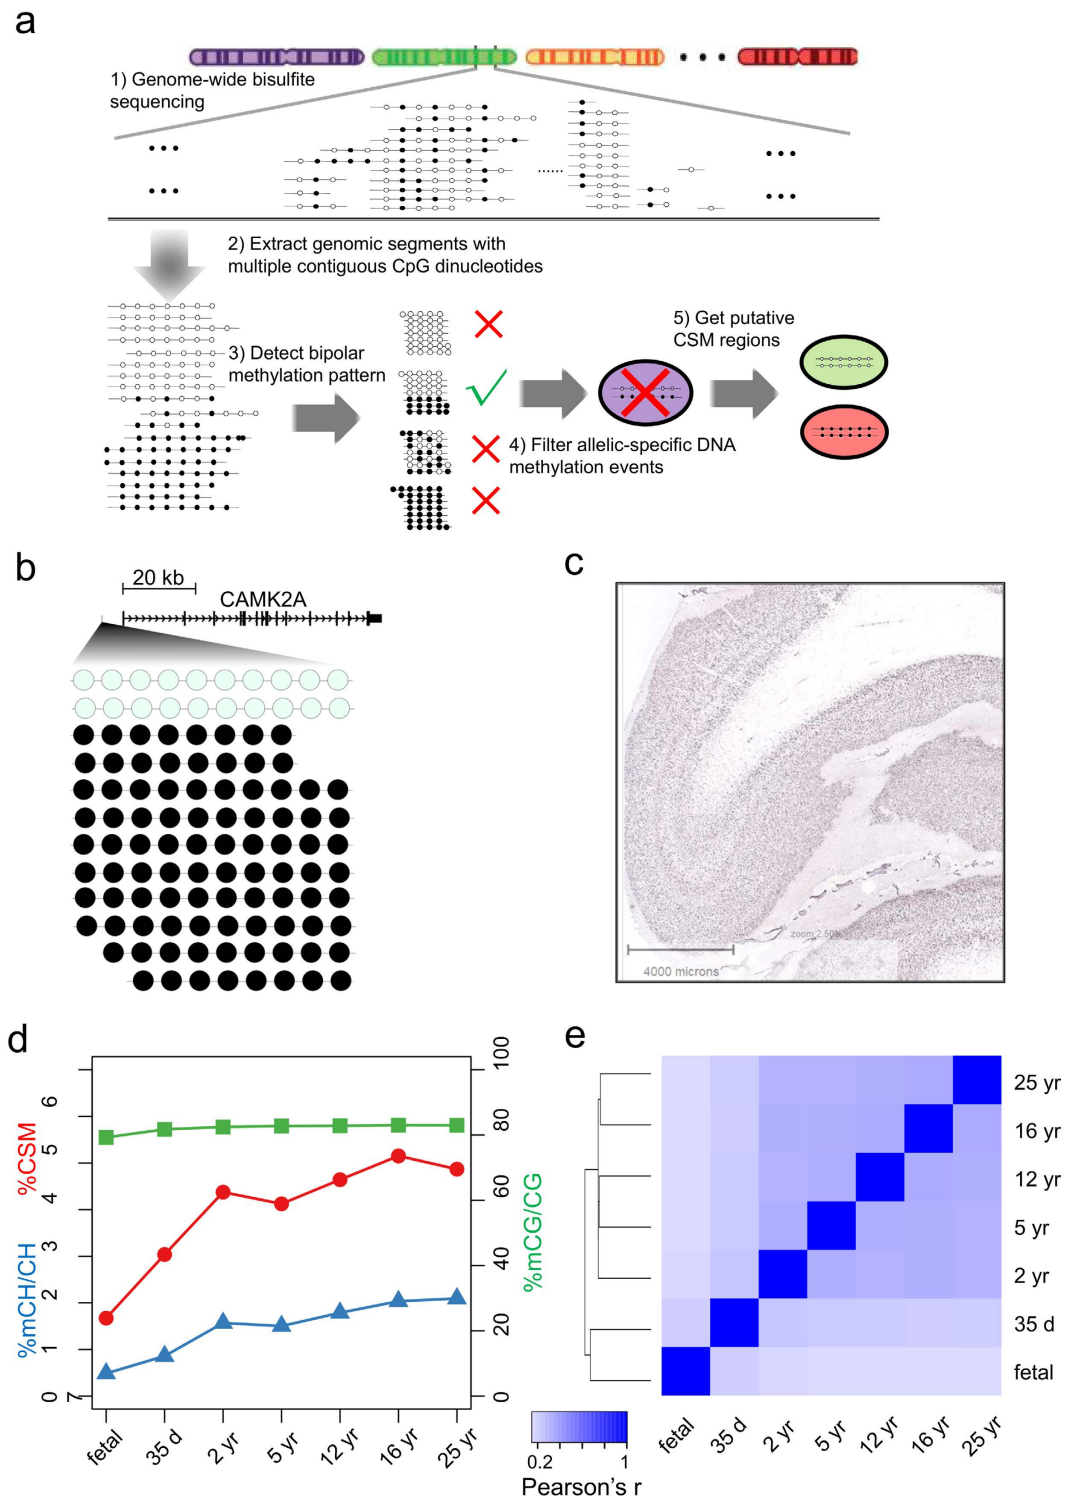 a
1) Genome-wide bisulfite
sequencing
2) Extract genomic segments with
multiple contiguous CpG dinucleotides
3) Detect bipolar
methylation pattern
4) Filter allelic-specific DNA
methylation events
5) Get putative
CSM regions
b
20 kb
CAMK2A
c
zoom 2.50%
4000 microns
d
%mCH/CH
%CSM
0 1 2 3 4 5 6
7
0 20 40 60 80 100
%mCG/CG
fetal 35 d 2 yr 5 yr 12 yr 16 yr 25 yr
e
25 yr
16 yr
12 yr
5 yr
2 yr
35 d
fetal
fetal 35 d 2 yr 5 yr 12 yr 16 yr 25 yr
0.2 1
Pearson's r